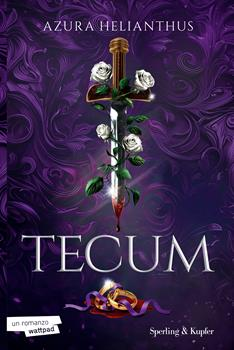 AZURA HELIANTHUS
TECUM
un romanzo
wattpad
Sperling & Kupfer